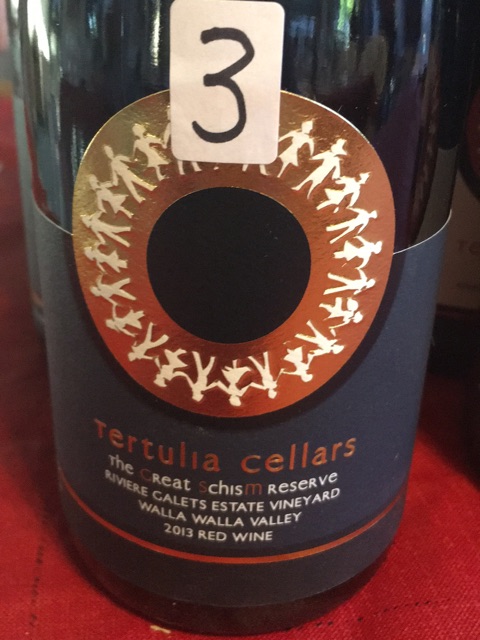 3
Tertulia Cellars
The GReat SchisM Reserve
RIVIERE GALETS ESTATE VINEYARD
WALLA WALLA VALLEY
2013 RED WINE